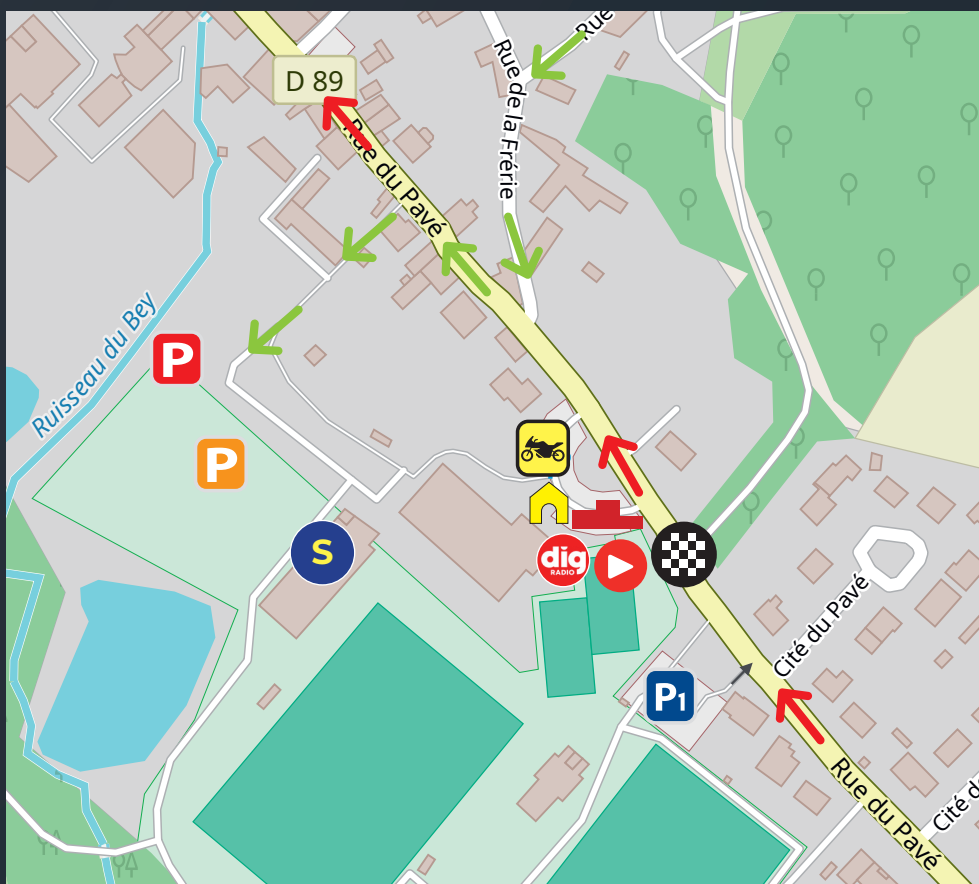 Rue
D 89
Rue de la Frérie
Rue du Pavé
Ruisseau du Bey
P
P
S
dig
RADIO
Cité du Pavé
P1
Rue du Pavé
Cité d